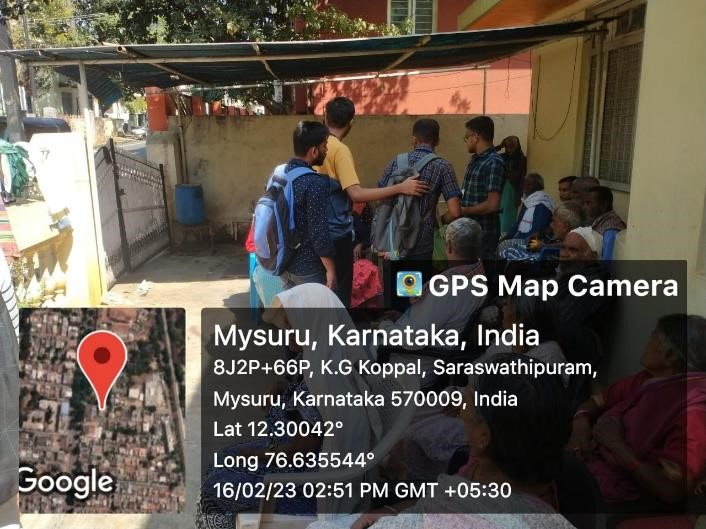 GPS Map Camera
Mysuru, Karnataka, India
8J2P+66P, K.G Koppal, Saraswathipuram,
Mysuru, Karnataka 570009, India
Lat 12.30042°
Long 76.635544°
16/02/23 02:51 PM GMT +05:30
Google